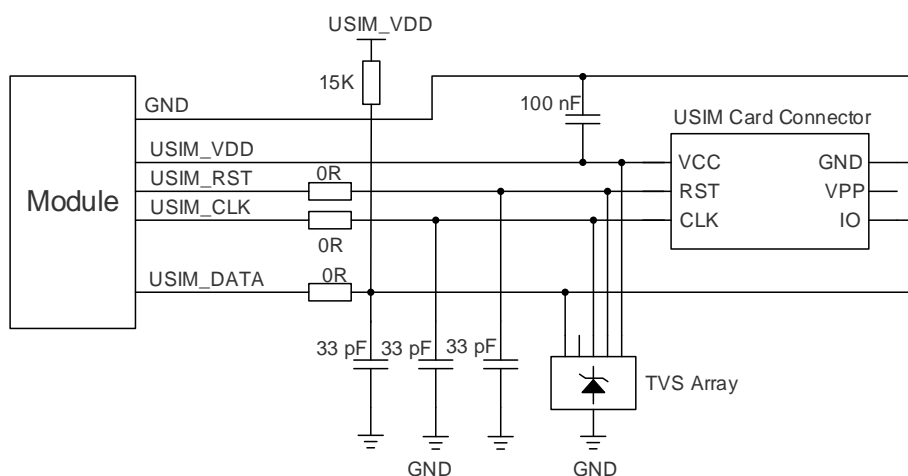 USIM_VDD
15K
GND
100 nF
USIM Card Connector
USIM_VDD
VCC
GND
USIM_RST
0R
RST
VPP
Module
USIM_CLK
CLK
IO
0R
USIM_DATA
0R
33 pF
33 pF
33 pF
TVS Array
GND
GND